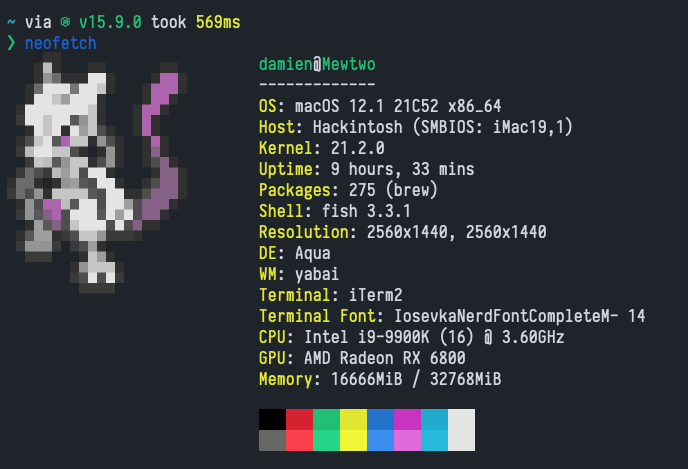 ~ via ⬢ v15.9.0 took 569ms
❯ neofetch
damien@Mewtwo
-------------
OS: macOS 12.1 21C52 x86_64
Host: Hackintosh (SMBIOS: iMac19,1)
Kernel: 21.2.0
Uptime: 9 hours, 33 mins
Packages: 275 (brew)
Shell: fish 3.3.1
Resolution: 2560x1440, 2560x1440
DE: Aqua
WM: yabai
Terminal: iTerm2
Terminal Font: IosevkaNerdFontCompleteM- 14
CPU: Intel i9-9900K (16) @ 3.60GHz
GPU: AMD Radeon RX 6800
Memory: 16666MiB / 32768MiB